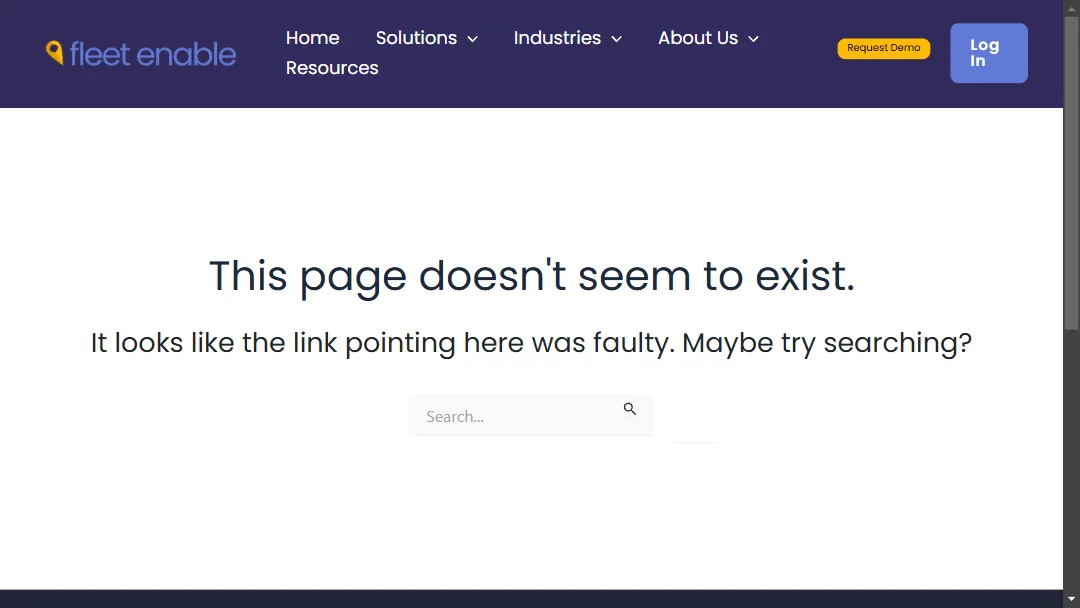 fleet enable
Home Solutions Industries About Us
Resources
Request Demo
Log
In
This page doesn't seem to exist.
It looks like the link pointing here was faulty. Maybe try searching?
Search...